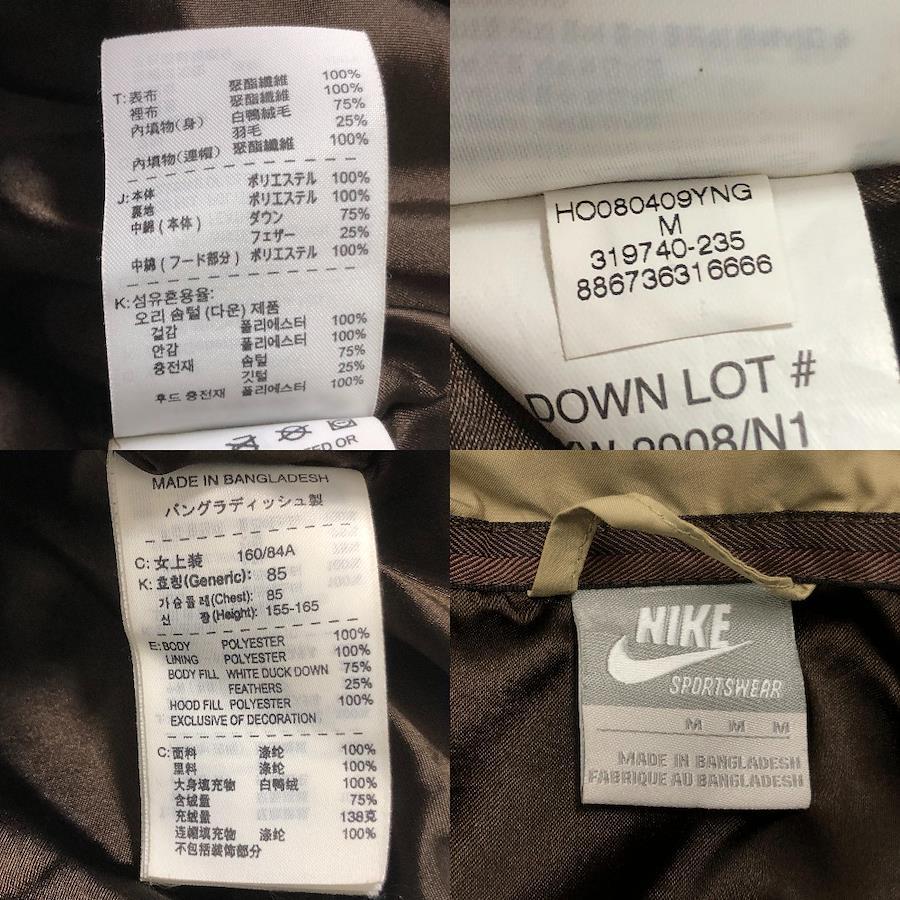 T:表布 聚酯纖維 100%
裡布 聚酯纖維 100%
內填物(身) 白鴨絨毛 75%
羽毛 25%
內填物(連帽) 聚酯纖維 100%
J:本体 ポリエステル 100%
裏地 ポリエステル 100%
中綿(本体) ダウン 75%
フェザー 25%
中綿(フード部分) ポリエステル 100%
K:섬유혼용율:
오리 솜털 (다운) 제품
겉감 폴리에스터 100%
안감 폴리에스터 100%
충전재 솜털 75%
깃털 25%
후드 충전재 폴리에스터 100%
HO080409YNG
M
319740-235
886736316666
DOWN LOT #
2008/N1
MADE IN BANGLADESH
バングラディッシュ製
C:女上装 160/84A
K:호칭(Generic): 85
가슴둘레(Chest): 85
신 장(Height): 155-165
E:BODY POLYESTER 100%
LINING POLYESTER 100%
BODY FILL WHITE DUCK DOWN 75%
FEATHERS 25%
HOOD FILL POLYESTER 100%
EXCLUSIVE OF DECORATION
C:面料 涤纶 100%
里料 涤纶 100%
大身填充物 白鸭绒 100%
含绒量 75%
充绒量 138克
连帽填充物 涤纶 100%
不包括装饰部分
NIKE
SPORTSWEAR
M M M
MADE IN BANGLADESH
FABRIQUE AU BANGLADESH